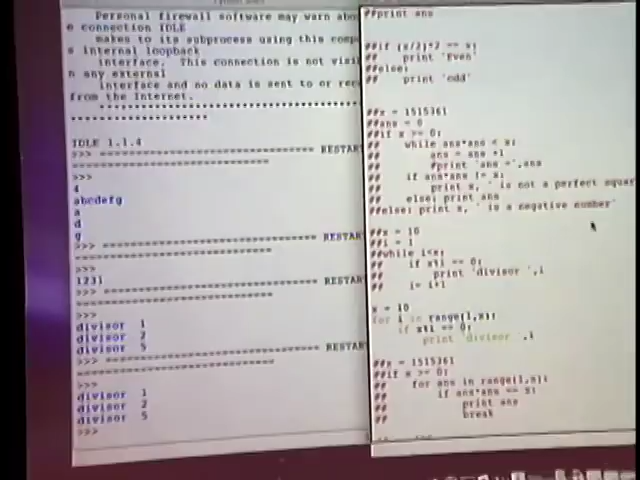 Personal firewall software may warn abo
e connection IDLE
makes to its subprocess using this comp
s internal loopback
interface. This connection is not visi
n any external
interface and no data is sent to or rec
from the Internet.
****************************************
********************
IDLE 1.1.4
>>> ================================ RESTAR
================================
>>>
4
abcdefg
a
d
g
>>> ================================ RESTAR
================================
>>>
1231
>>> ================================ RESTAR
================================
>>>
divisor 1
divisor 2
divisor 5
>>> ================================ RESTAR
================================
>>>
divisor 1
divisor 2
divisor 5
>>>
##print ans
##if (x/2)*2 == x:
## print 'Even'
##else:
## print 'odd'
##x = 1515361
##ans = 0
##if x >= 0:
## while ans*ans < x:
## ans = ans +1
## #print 'ans =',ans
## if ans*ans != x:
## print x, ' is not a perfect squar
## else: print ans
##else: print x, ' is a negative number'
##x = 10
##i = 1
##while i<x:
## if x%i == 0:
## print 'divisor ',i
## i= i+1
x = 10
for i in range(1,x):
if x%i == 0:
print 'divisor ',i
##x = 1515361
##if x >= 0:
## for ans in range(1,x):
## if ans*ans == x:
## print ans
## break
##